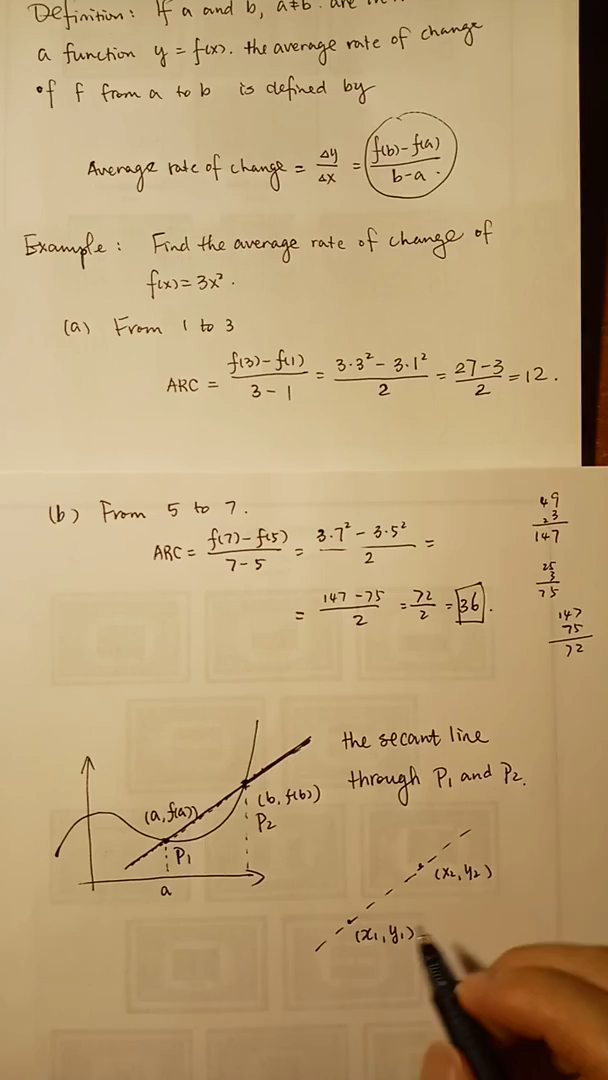 Definition: If a and b, a≠b. are in
a function y = f(x). the average rate of change
of f from a to b is defined by
Average rate of change = Δy/Δx = (f(b)-f(a))/(b-a).
Example: Find the average rate of change of
f(x)= 3x².
(a) From 1 to 3
ARC = (f(3)-f(1))/(3-1) = (3·3² - 3·1²)/2 = (27-3)/2 = 12.
(b) From 5 to 7.
ARC = (f(7)-f(5))/(7-5) = (3·7² - 3·5²)/2 =
= (147-75)/2 = 72/2 = 36.
49
3
147
25
3
75
147
75
72
the secant line
through P₁ and P₂.
(a, f(a))
(b, f(b))
P₂
P₁
a
(x₂, y₂)
(x₁, y₁)